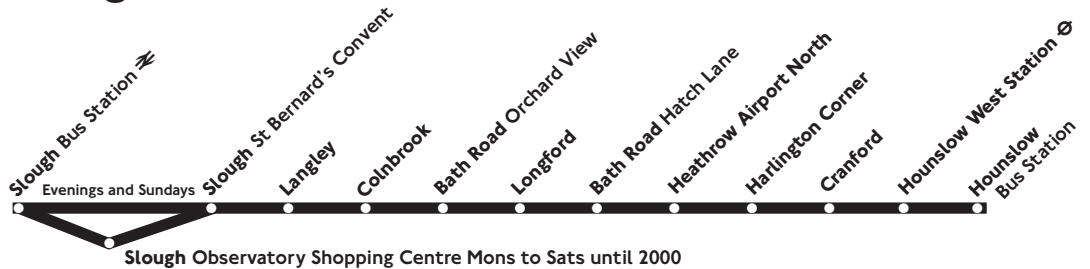 Slough Bus Station
Evenings and Sundays
Slough St Bernard's Convent
Langley
Colnbrook
Bath Road Orchard View
Longford
Bath Road Hatch Lane
Heathrow Airport North
Harlington Corner
Cranford
Hounslow West Station
Hounslow
Bus Station
Slough Observatory Shopping Centre Mons to Sats until 2000